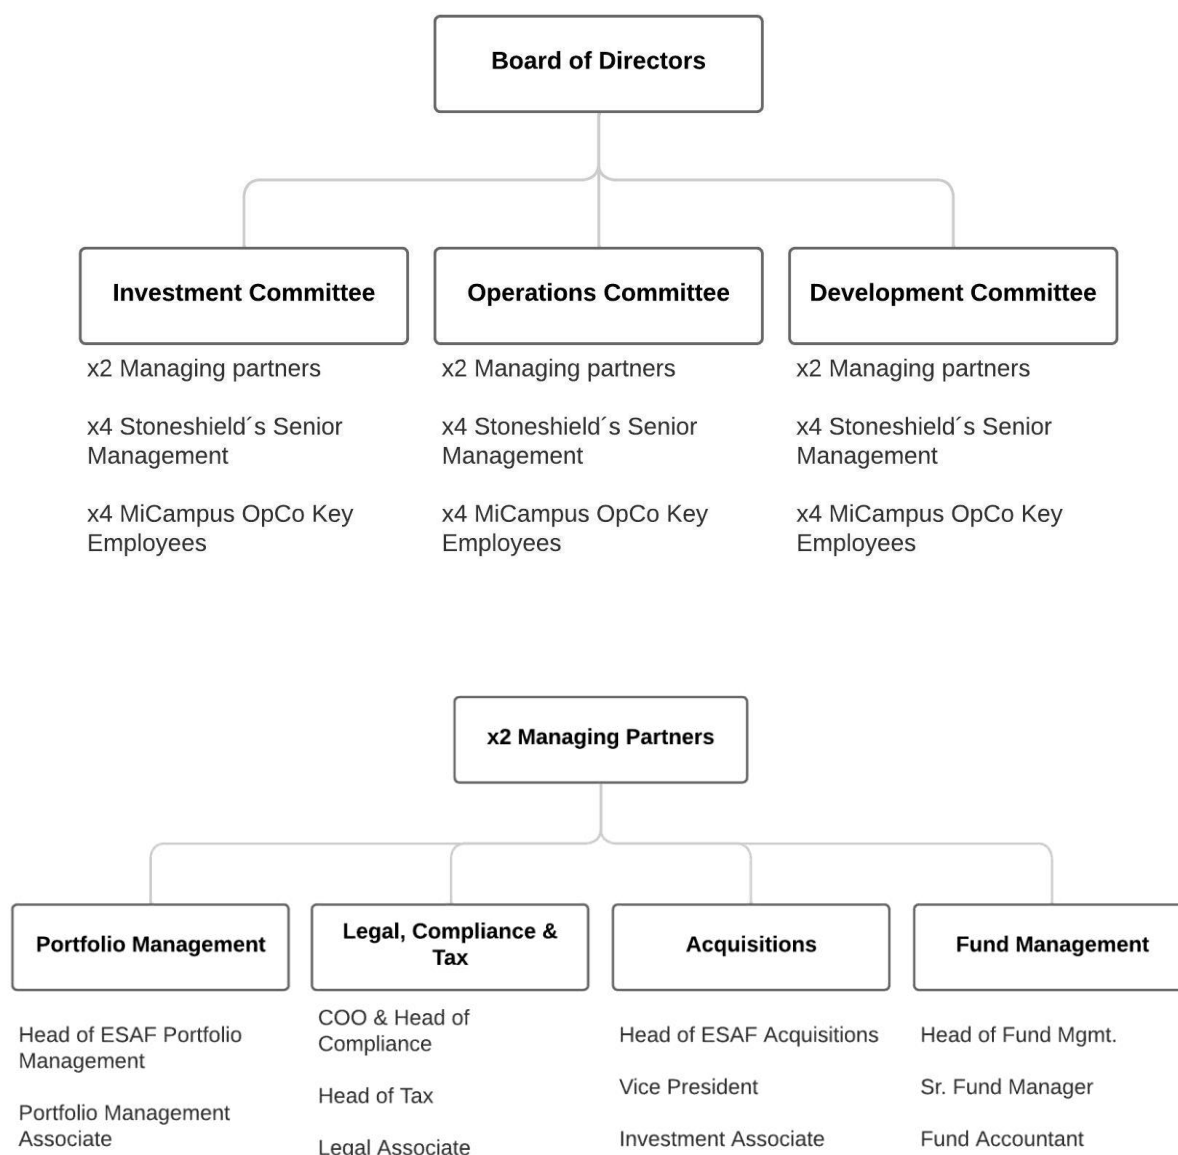 Board of Directors
Investment Committee
Operations Committee
Development Committee
x2 Managing partners
x4 Stoneshield´s Senior
Management
x4 MiCampus OpCo Key
Employees
x2 Managing partners
x4 Stoneshield´s Senior
Management
x4 MiCampus OpCo Key
Employees
x2 Managing partners
x4 Stoneshield´s Senior
Management
x4 MiCampus OpCo Key
Employees
x2 Managing Partners
Portfolio Management
Legal, Compliance &
Tax
Acquisitions
Fund Management
Head of ESAF Portfolio
Management
Portfolio Management
Associate
COO & Head of
Compliance
Head of Tax
Legal Associate
Head of ESAF Acquisitions
Vice President
Investment Associate
Head of Fund Mgmt.
Sr. Fund Manager
Fund Accountant